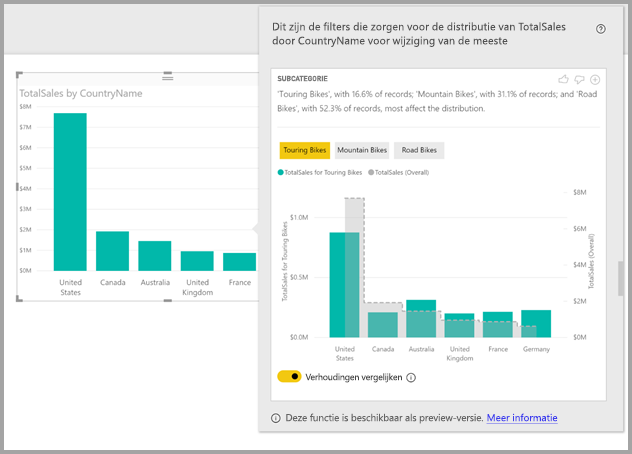 Dit zijn de filters die zorgen voor de distributie van TotalSales
door CountryName voor wijziging van de meeste
TotalSales by CountryName
$8M
$7M
$6M
$5M
$4M
$3M
$2M
$1M
$0M
United States
Canada
Australia
United Kingdom
France
SUBCATEGORIE
'Touring Bikes', with 16.6% of records; 'Mountain Bikes', with 31.1% of records; and 'Road
Bikes', with 52.3% of records, most affect the distribution.
Touring Bikes
Mountain Bikes
Road Bikes
TotalSales for Touring Bikes
TotalSales (Overall)
TotalSales for Touring Bikes
$1.0M
$0.5M
$0.0M
$8M
$6M
$4M
$2M
$0M
TotalSales (Overall)
United States
Canada
Australia
United Kingdom
France
Germany
Verhoudingen vergelijken
Deze functie is beschikbaar als preview-versie. Meer informatie